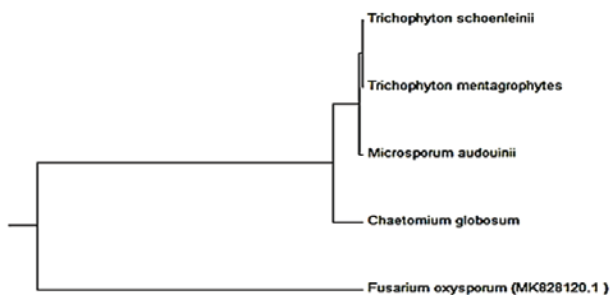 Trichophyton schoenleinii
Trichophyton mentagrophytes
Microsporum audouinii
Chaetomium globosum
Fusarium oxysporum (MK828120.1 )